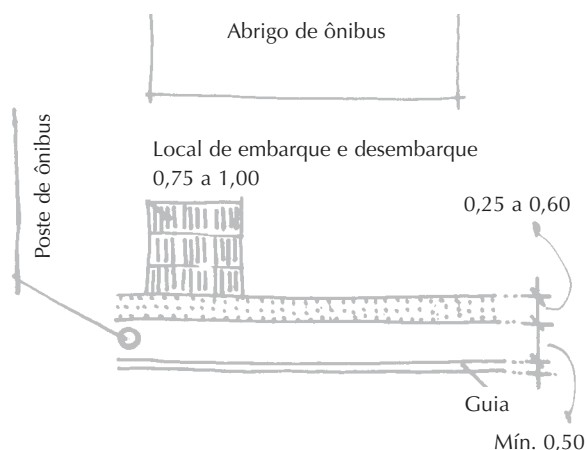 Abrigo de ônibus
Poste de ônibus
Local de embarque e desembarque
0,75 a 1,00
0,25 a 0,60
Guia
Mín. 0,50